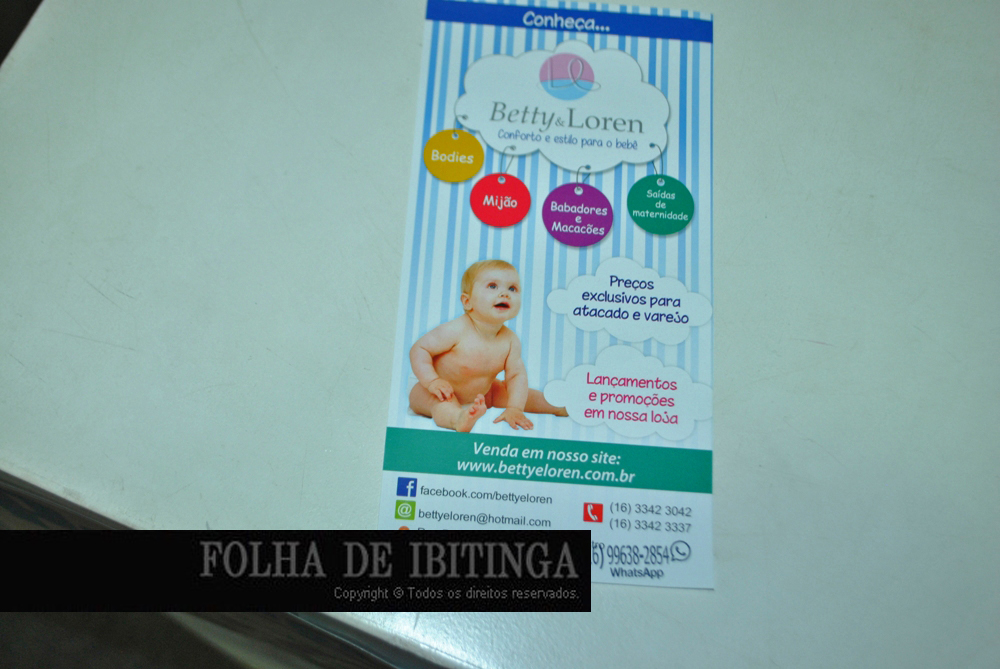 Conheça...
Betty&Loren
Conforto e estilo para o bebê
Bodies
Mijão
Babadores
e
Macacões
Saídas
de
maternidade
Preços
exclusivos para
atacado e varejo
Lançamentos
e promoções
em nossa loja
Venda em nosso site:
www.bettyeloren.com.br
facebook.com/bettyeloren
bettyeloren@hotmail.com
(16) 3342 3042
(16) 3342 3337
6) 99638-2854
WhatsApp
FOLHA DE IBITINGA
Copyright © Todos os direitos reservados.